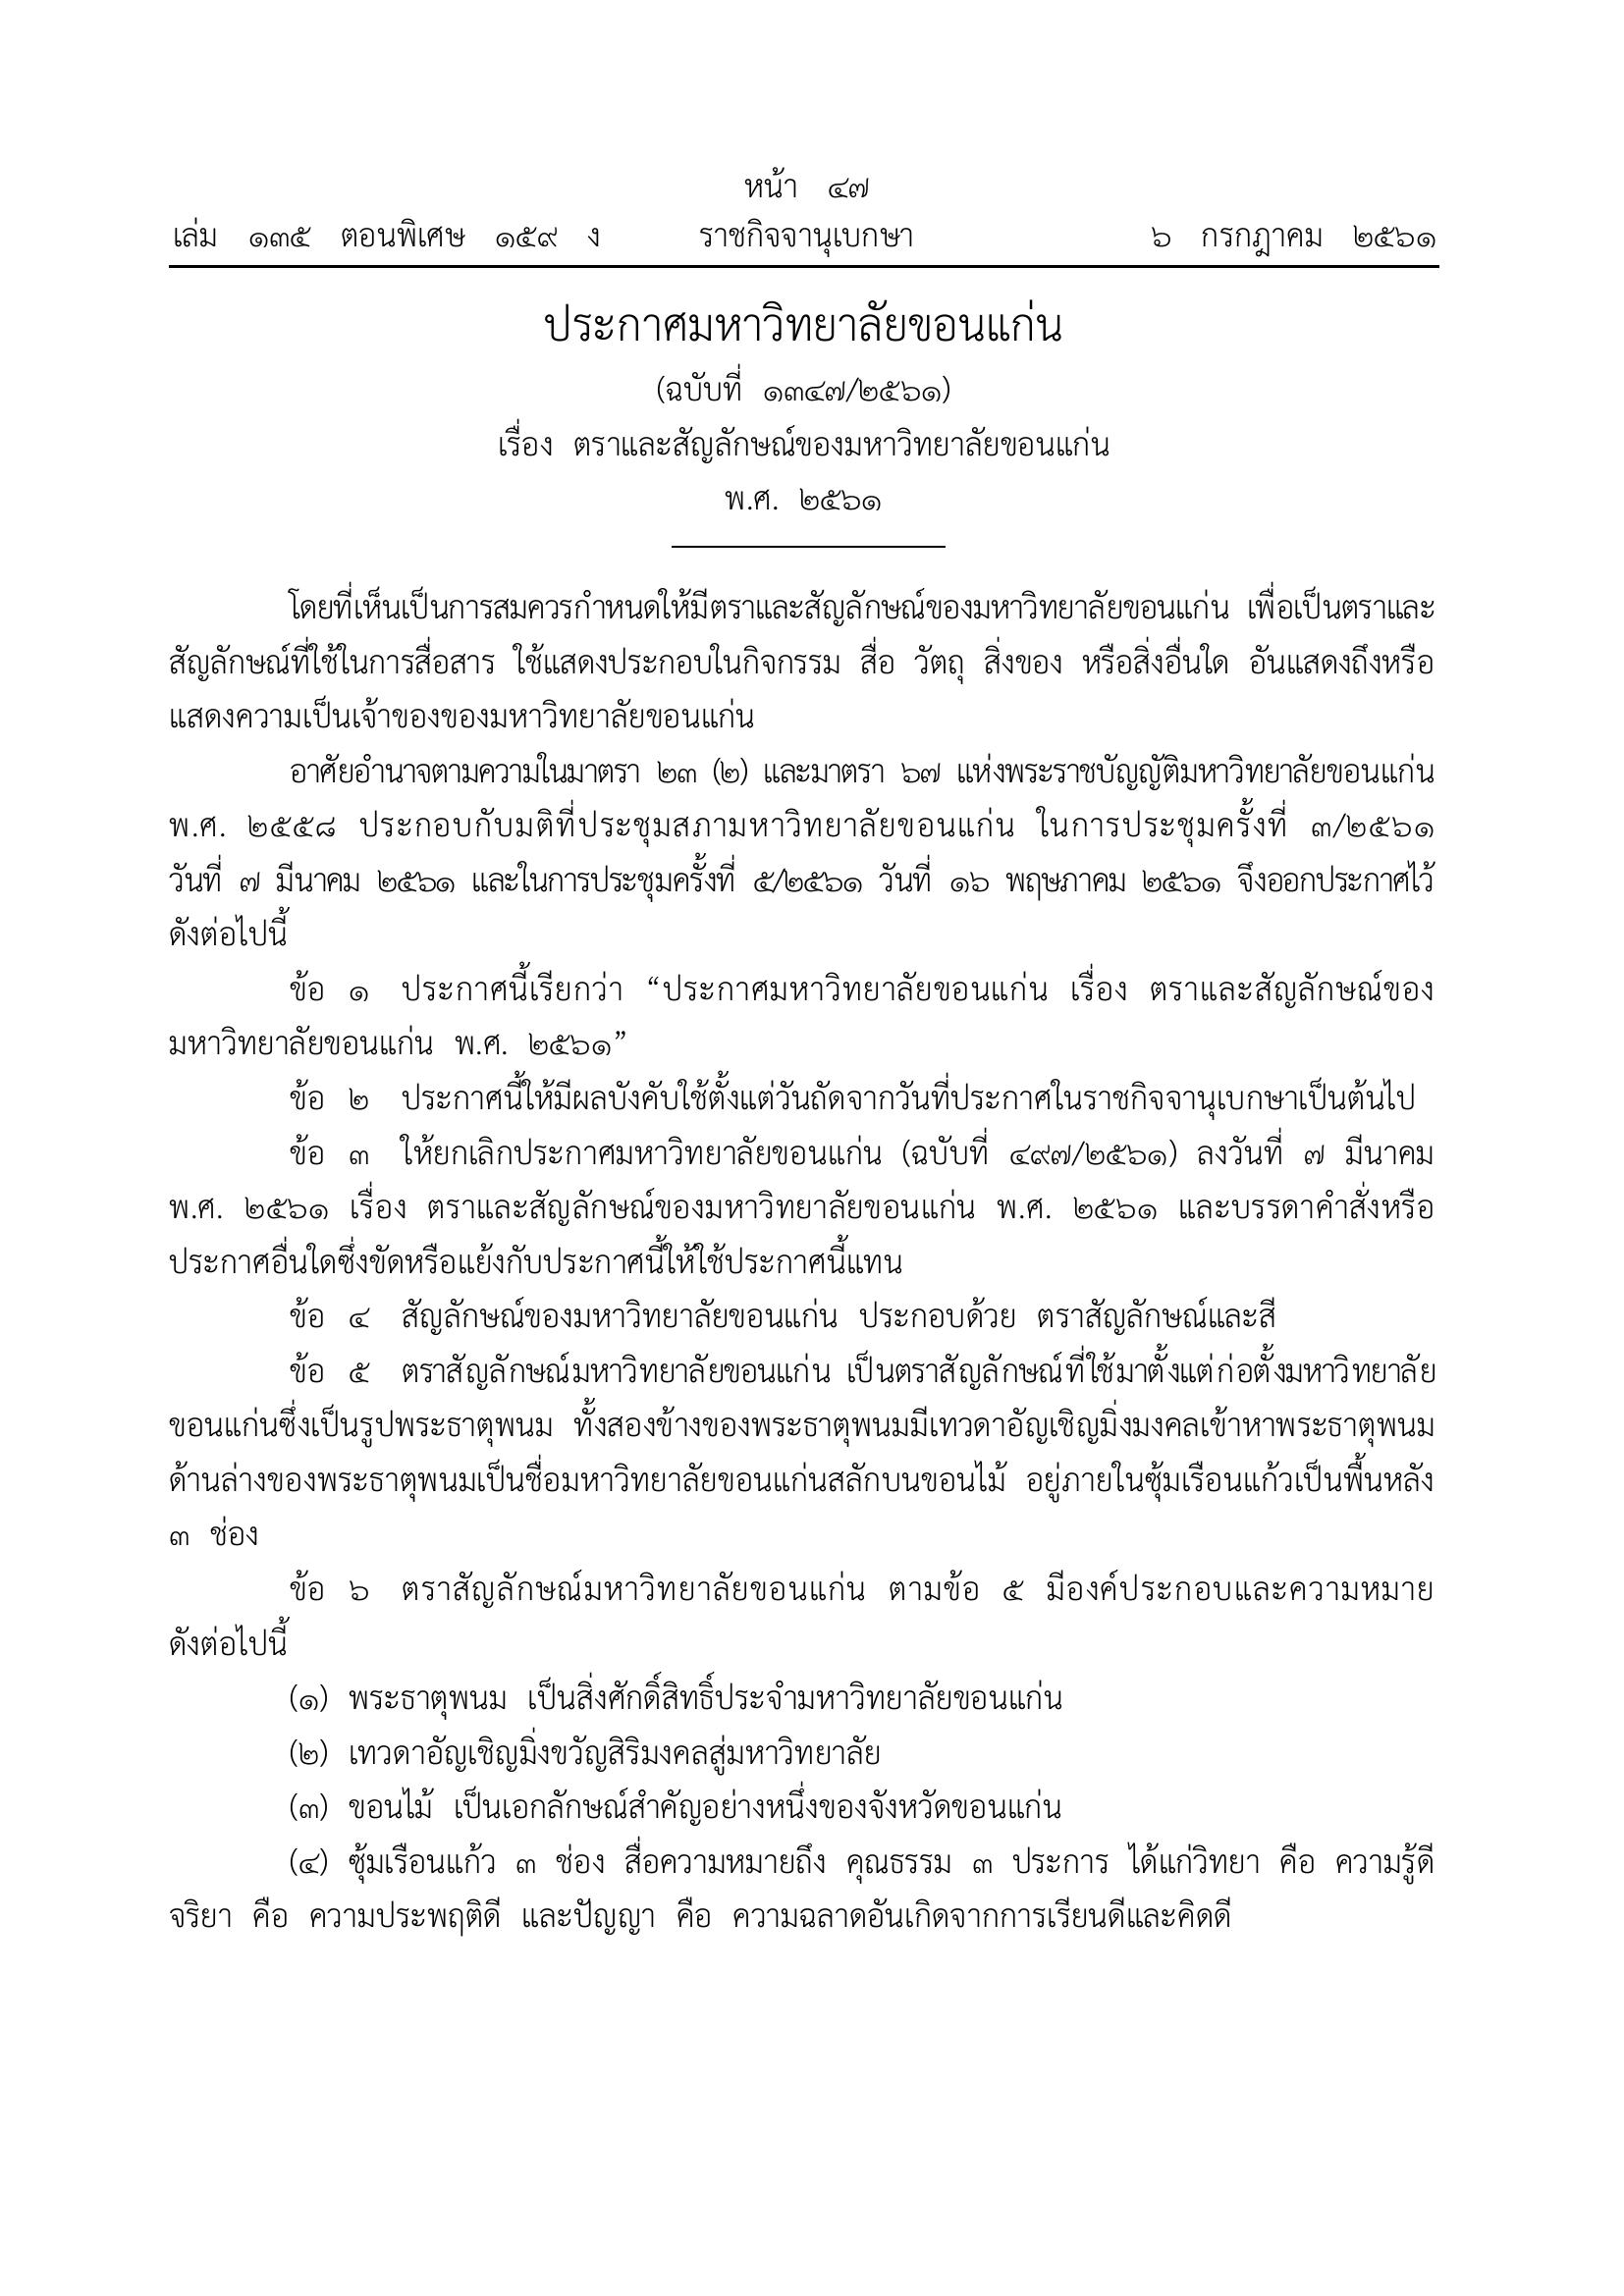 หน้า ๔๗
เล่ม ๑๓๕ ตอนพิเศษ ๑๕๙ ง ราชกิจจานุเบกษา ๖ กรกฎาคม ๒๕๖๑
ประกาศมหาวิทยาลัยขอนแก่น
(ฉบับที่ ๑๓๔๗/๒๕๖๑)
เรื่อง ตราและสัญลักษณ์ของมหาวิทยาลัยขอนแก่น
พ.ศ. ๒๕๖๑
โดยที่เห็นเป็นการสมควรกำหนดให้มีตราและสัญลักษณ์ของมหาวิทยาลัยขอนแก่น เพื่อเป็นตราและ
สัญลักษณ์ที่ใช้ในการสื่อสาร ใช้แสดงประกอบในกิจกรรม สื่อ วัตถุ สิ่งของ หรือสิ่งอื่นใด อันแสดงถึงหรือ
แสดงความเป็นเจ้าของของมหาวิทยาลัยขอนแก่น
อาศัยอำนาจตามความในมาตรา ๒๓ (๒) และมาตรา ๖๗ แห่งพระราชบัญญัติมหาวิทยาลัยขอนแก่น
พ.ศ. ๒๕๕๘ ประกอบกับมติที่ประชุมสภามหาวิทยาลัยขอนแก่น ในการประชุมครั้งที่ ๓/๒๕๖๑
วันที่ ๗ มีนาคม ๒๕๖๑ และในการประชุมครั้งที่ ๕/๒๕๖๑ วันที่ ๑๖ พฤษภาคม ๒๕๖๑ จึงออกประกาศไว้
ดังต่อไปนี้
ข้อ ๑ ประกาศนี้เรียกว่า “ประกาศมหาวิทยาลัยขอนแก่น เรื่อง ตราและสัญลักษณ์ของ
มหาวิทยาลัยขอนแก่น พ.ศ. ๒๕๖๑”
ข้อ ๒ ประกาศนี้ให้มีผลบังคับใช้ตั้งแต่วันถัดจากวันที่ประกาศในราชกิจจานุเบกษาเป็นต้นไป
ข้อ ๓ ให้ยกเลิกประกาศมหาวิทยาลัยขอนแก่น (ฉบับที่ ๔๙๗/๒๕๖๑) ลงวันที่ ๗ มีนาคม
พ.ศ. ๒๕๖๑ เรื่อง ตราและสัญลักษณ์ของมหาวิทยาลัยขอนแก่น พ.ศ. ๒๕๖๑ และบรรดาคำสั่งหรือ
ประกาศอื่นใดซึ่งขัดหรือแย้งกับประกาศนี้ให้ใช้ประกาศนี้แทน
ข้อ ๔ สัญลักษณ์ของมหาวิทยาลัยขอนแก่น ประกอบด้วย ตราสัญลักษณ์และสี
ข้อ ๕ ตราสัญลักษณ์มหาวิทยาลัยขอนแก่น เป็นตราสัญลักษณ์ที่ใช้มาตั้งแต่ก่อตั้งมหาวิทยาลัย
ขอนแก่นซึ่งเป็นรูปพระธาตุพนม ทั้งสองข้างของพระธาตุพนมมีเทวดาอัญเชิญมิ่งมงคลเข้าหาพระธาตุพนม
ด้านล่างของพระธาตุพนมเป็นชื่อมหาวิทยาลัยขอนแก่นสลักบนขอนไม้ อยู่ภายในซุ้มเรือนแก้วเป็นพื้นหลัง
๓ ช่อง
ข้อ ๖ ตราสัญลักษณ์มหาวิทยาลัยขอนแก่น ตามข้อ ๕ มีองค์ประกอบและความหมาย
ดังต่อไปนี้
(๑) พระธาตุพนม เป็นสิ่งศักดิ์สิทธิ์ประจำมหาวิทยาลัยขอนแก่น
(๒) เทวดาอัญเชิญมิ่งขวัญสิริมงคลสู่มหาวิทยาลัย
(๓) ขอนไม้ เป็นเอกลักษณ์สำคัญอย่างหนึ่งของจังหวัดขอนแก่น
(๔) ซุ้มเรือนแก้ว ๓ ช่อง สื่อความหมายถึง คุณธรรม ๓ ประการ ได้แก่วิทยา คือ ความรู้ดี
จริยา คือ ความประพฤติดี และปัญญา คือ ความฉลาดอันเกิดจากการเรียนดีและคิดดี